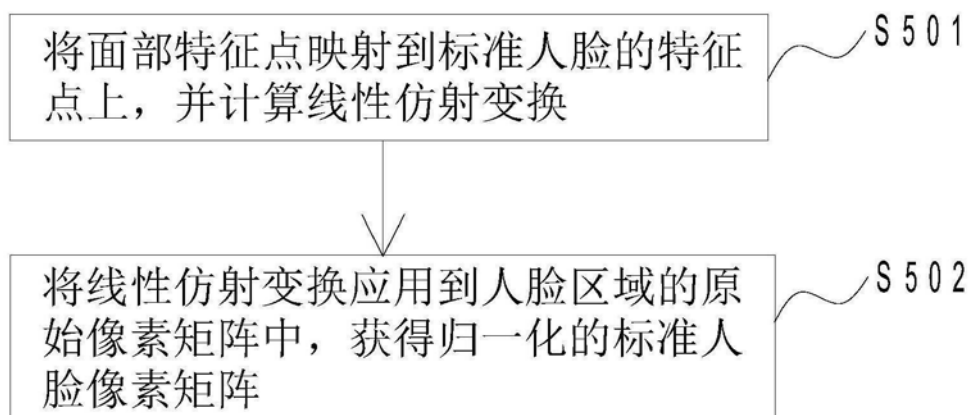 将面部特征点映射到标准人脸的特征
点上，并计算线性仿射变换
S501
将线性仿射变换应用到人脸区域的原
始像素矩阵中，获得归一化的标准人
脸像素矩阵
S502